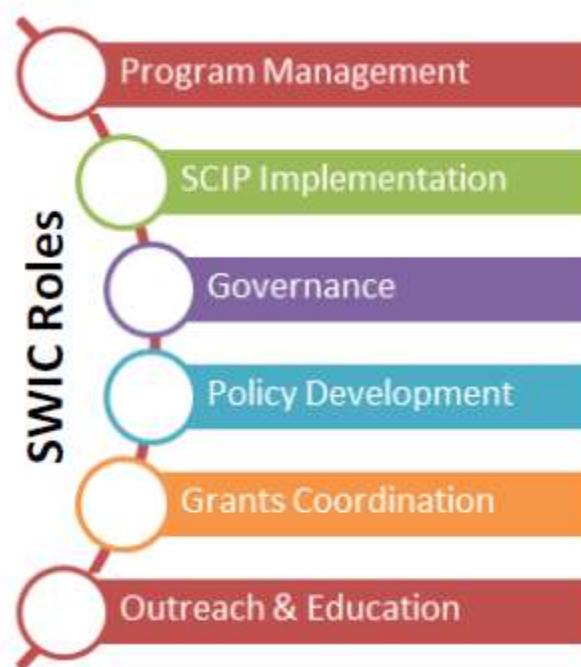 SWIC Roles
Program Management
SCIP Implementation
Governance
Policy Development
Grants Coordination
Outreach & Education